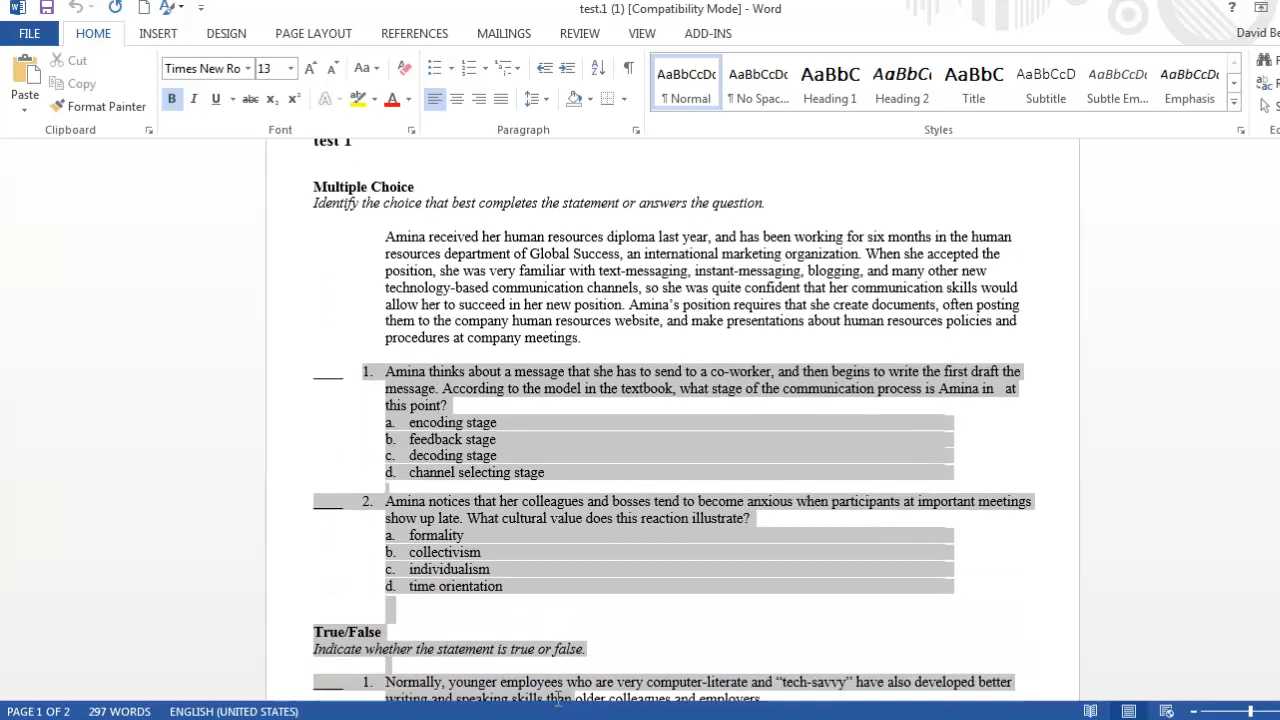 test.1 (1) [Compatibility Mode] - Word
David Be
FILE HOME INSERT DESIGN PAGE LAYOUT REFERENCES MAILINGS REVIEW VIEW ADD-INS
Paste
Cut
Copy
Format Painter
Times New Ro 13
AaBbCcDc AaBbCcDc AaBbC AaBbCc AaBbC AaBbCcD AaBbCcDc AaBbCcDc
¶ Normal ¶ No Spac... Heading 1 Heading 2 Title Subtitle Subtle Em... Emphasis
Clipboard Font Paragraph Styles
test 1
Multiple Choice
Identify the choice that best completes the statement or answers the question.
Amina received her human resources diploma last year, and has been working for six months in the human
resources department of Global Success, an international marketing organization. When she accepted the
position, she was very familiar with text-messaging, instant-messaging, blogging, and many other new
technology-based communication channels, so she was quite confident that her communication skills would
allow her to succeed in her new position. Amina’s position requires that she create documents, often posting
them to the company human resources website, and make presentations about human resources policies and
procedures at company meetings.
____ 1. Amina thinks about a message that she has to send to a co-worker, and then begins to write the first draft the
message. According to the model in the textbook, what stage of the communication process is Amina in at
this point?
a. encoding stage
b. feedback stage
c. decoding stage
d. channel selecting stage
____ 2. Amina notices that her colleagues and bosses tend to become anxious when participants at important meetings
show up late. What cultural value does this reaction illustrate?
a. formality
b. collectivism
c. individualism
d. time orientation
True/False
Indicate whether the statement is true or false.
____ 1. Normally, younger employees who are very computer-literate and “tech-savvy” have also developed better
writing and speaking skills than older colleagues and employers.
PAGE 1 OF 2 297 WORDS ENGLISH (UNITED STATES)